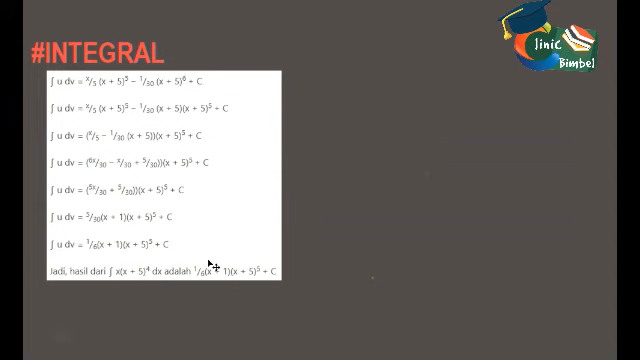 #INTEGRAL
Clinic
Bimbel
∫ u dv = ˣ/₅ (x + 5)⁵ − ¹/₃₀ (x + 5)⁶ + C
∫ u dv = ˣ/₅ (x + 5)⁵ − ¹/₃₀ (x + 5)(x + 5)⁵ + C
∫ u dv = (ˣ/₅ − ¹/₃₀ (x + 5))(x + 5)⁵ + C
∫ u dv = (⁶ˣ/₃₀ − ˣ/₃₀ + ⁵/₃₀))(x + 5)⁵ + C
∫ u dv = (⁵ˣ/₃₀ + ⁵/₃₀))(x + 5)⁵ + C
∫ u dv = ⁵/₃₀(x + 1)(x + 5)⁵ + C
∫ u dv = ¹/₆(x + 1)(x + 5)⁵ + C
Jadi, hasil dari ∫ x(x + 5)⁴ dx adalah ¹/₆(x + 1)(x + 5)⁵ + C